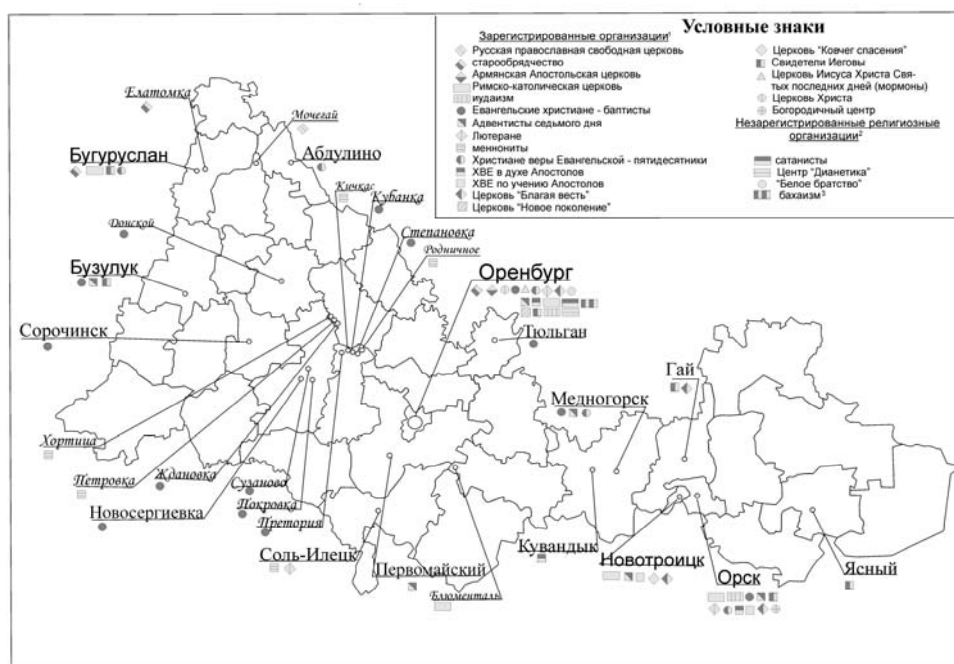 Условные знаки
Зарегистрированные организации¹
Русская православная свободная церковь
старообрядчество
Армянская Апостольская церковь
Римско-католическая церковь
иудаизм
Евангельские христиане - баптисты
Адвентисты седьмого дня
Лютеране
меннониты
Христиане веры Евангельской - пятидесятники
ХВЕ в духе Апостолов
ХВЕ по учению Апостолов
Церковь "Благая весть"
Церковь "Новое поколение"
Церковь "Ковчег спасения"
Свидетели Иеговы
Церковь Иисуса Христа Свя-
тых последних дней (мормоны)
Церковь Христа
Богородичный центр
Незарегистрированные религиозные
организации²
сатанисты
Центр "Дианетика"
"Белое братство"
бахаизм³
Елатомка
Мочегай
Бугуруслан
Абдулино
Кичкас
Кубанка
Донской
Степановка
Родничное
Бузулук
Оренбург
Сорочинск
Тюльган
Гай
Медногорск
Хортица
Петровка
Ждановка
Сузаново
Новосергиевка
Покровка
Претория
Соль-Илецк
Первомайский
Блюменталь
Кувандык
Новотроицк
Орск
Ясный